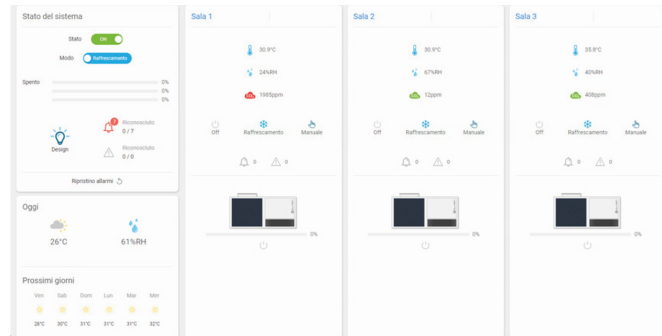 Stato del sistema
Stato
ON
Modo
Raffrescamento
Spento
0%
0%
0%
Design
7
Riconosciuto
0 / 7
Riconosciuto
0 / 0
Ripristino allarmi
Oggi
26°C
61%RH
Prossimi giorni
Ven Sab Dom Lun Mar Mer
28°C 30°C 31°C 31°C 31°C 32°C
Sala 1
30.9°C
24%RH
1985ppm
Off Raffrescamento Manuale
0 0
0%
Sala 2
30.9°C
67%RH
12ppm
Off Raffrescamento Manuale
0 0
0%
Sala 3
35.8°C
40%RH
408ppm
Off Raffrescamento Manuale
0 0
0%